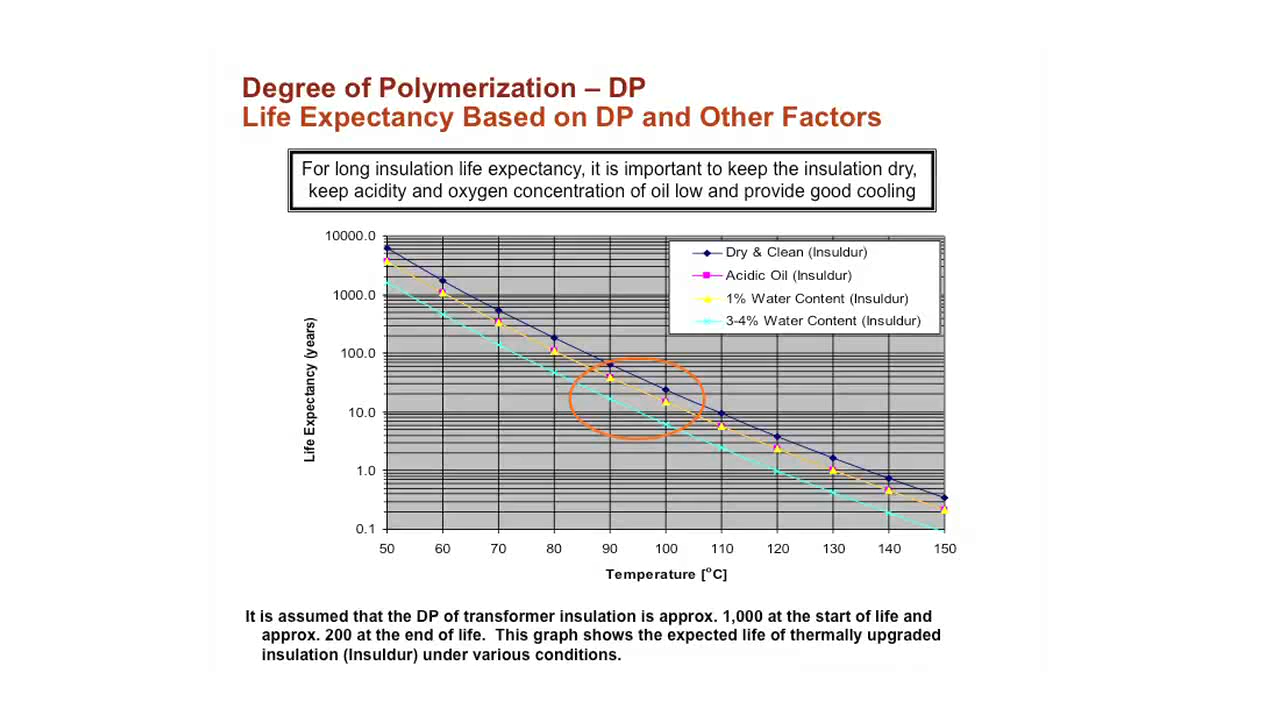 Degree of Polymerization – DP
Life Expectancy Based on DP and Other Factors
For long insulation life expectancy, it is important to keep the insulation dry,
keep acidity and oxygen concentration of oil low and provide good cooling
10000.0
1000.0
100.0
10.0
1.0
0.1
Life Expectancy (years)
Dry & Clean (Insuldur)
Acidic Oil (Insuldur)
1% Water Content (Insuldur)
3-4% Water Content (Insuldur)
50 60 70 80 90 100 110 120 130 140 150
Temperature [°C]
It is assumed that the DP of transformer insulation is approx. 1,000 at the start of life and
approx. 200 at the end of life. This graph shows the expected life of thermally upgraded
insulation (Insuldur) under various conditions.